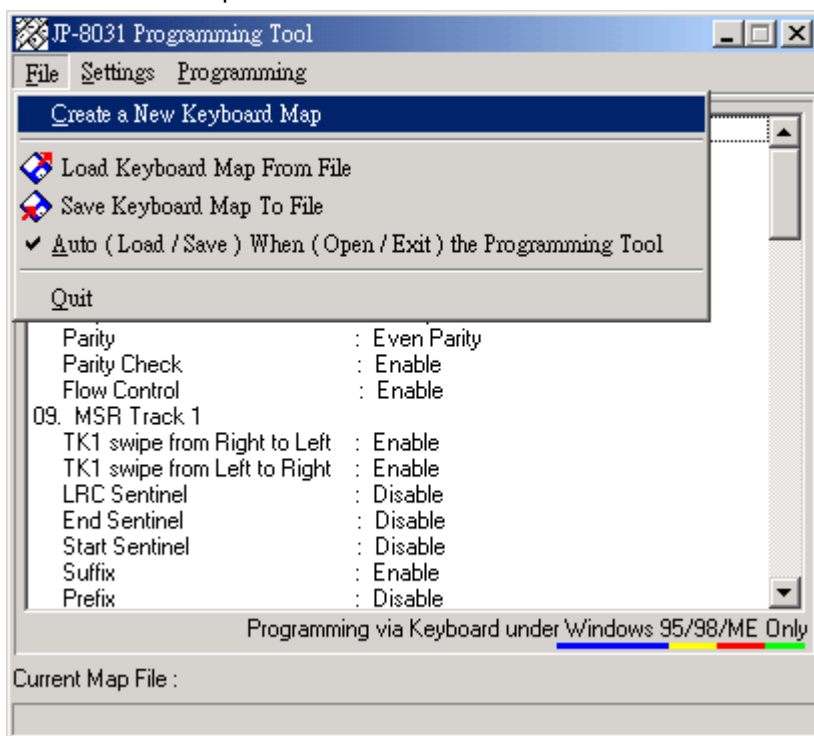 JP-8031 Programming Tool
File Settings Programming
Create a New Keyboard Map
Load Keyboard Map From File
Save Keyboard Map To File
Auto ( Load / Save ) When ( Open / Exit ) the Programming Tool
Quit
Parity : Even Parity
Parity Check : Enable
Flow Control : Enable
09. MSR Track 1
TK1 swipe from Right to Left : Enable
TK1 swipe from Left to Right : Enable
LRC Sentinel : Disable
End Sentinel : Disable
Start Sentinel : Disable
Suffix : Enable
Prefix : Disable
Programming via Keyboard under Windows 95/98/ME Only
Current Map File :